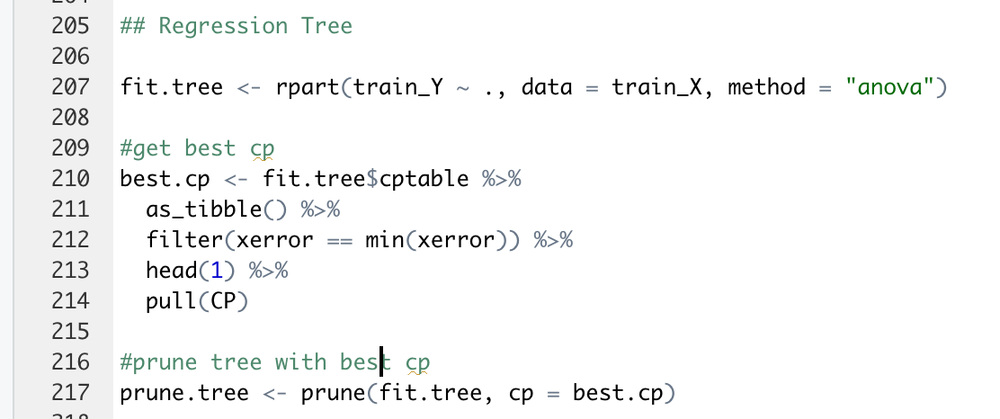 205 ## Regression Tree
206
207 fit.tree <- rpart(train_Y ~ ., data = train_X, method = "anova")
208
209 #get best cp
210 best.cp <- fit.tree$cptable %>%
211   as_tibble() %>%
212   filter(xerror == min(xerror)) %>%
213   head(1) %>%
214   pull(CP)
215
216 #prune tree with best cp
217 prune.tree <- prune(fit.tree, cp = best.cp)